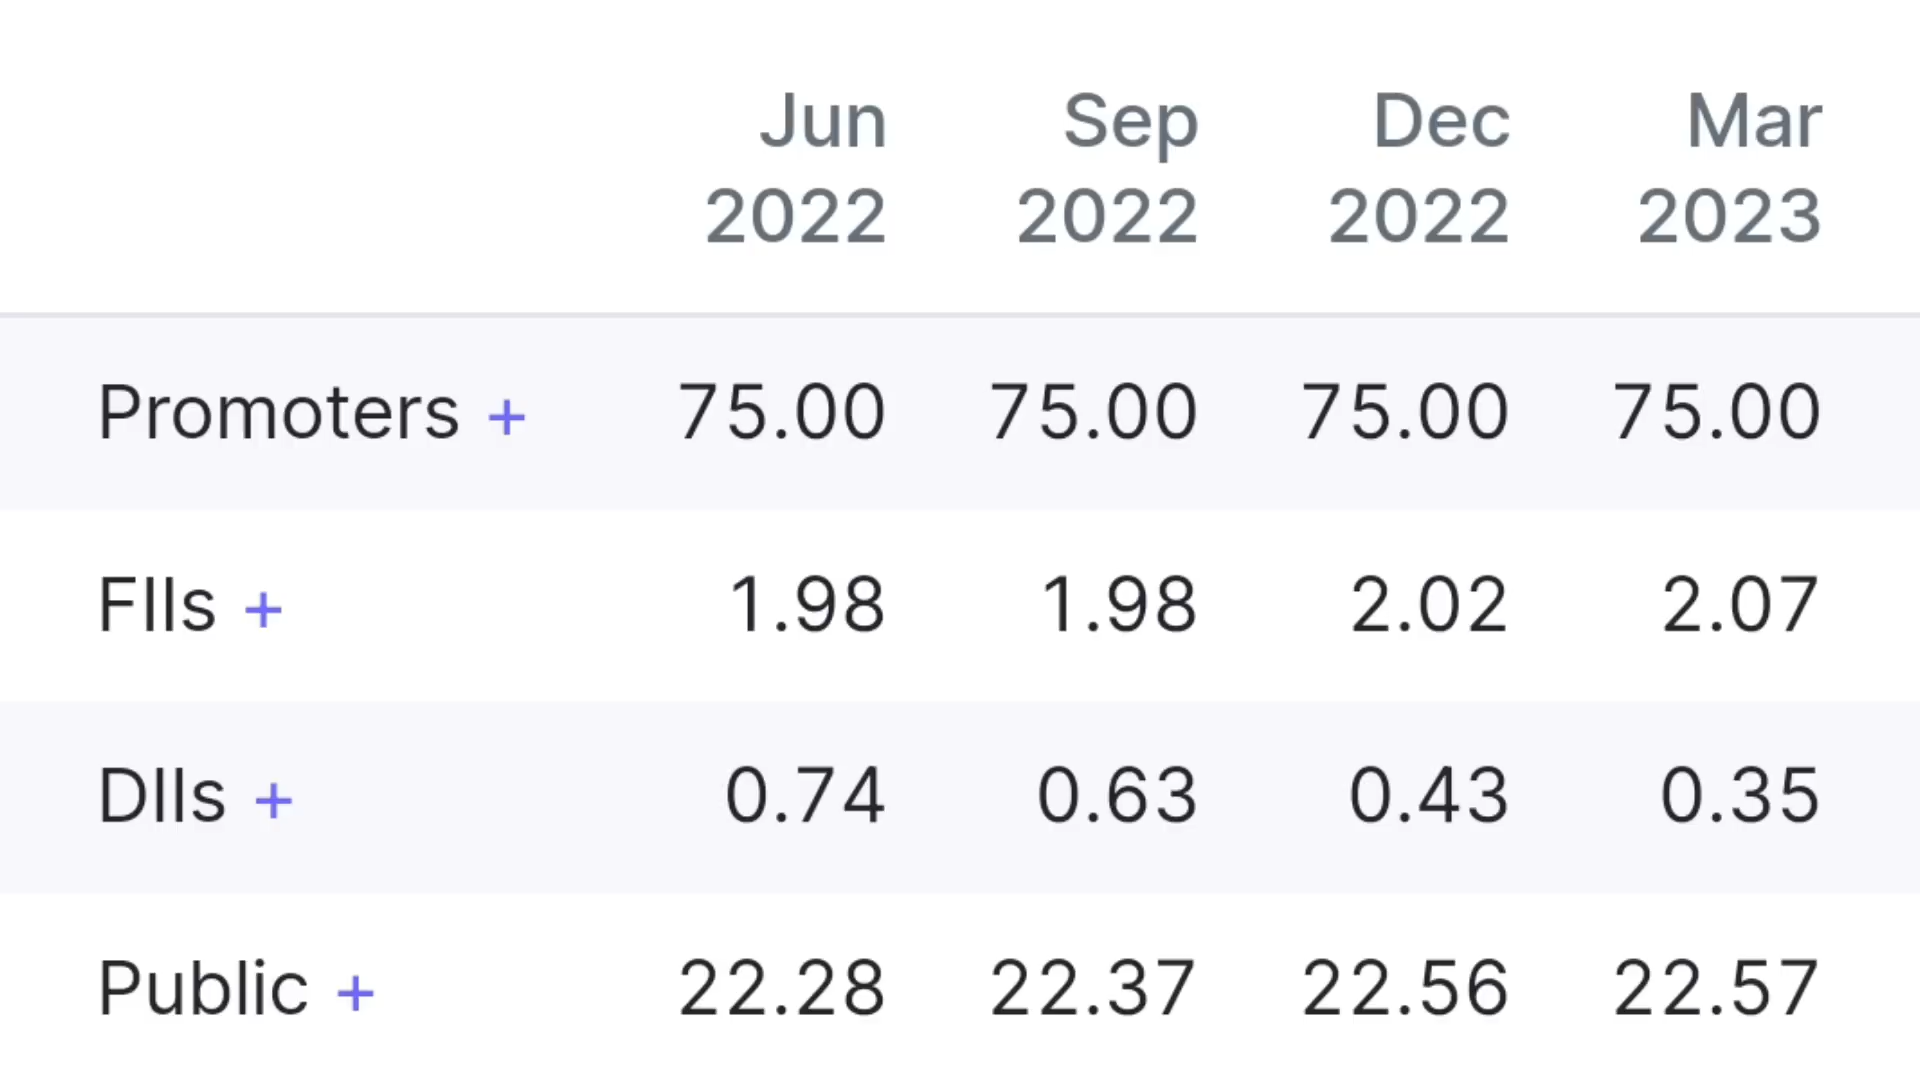 Jun Sep Dec Mar
2022 2022 2022 2023
Promoters + 75.00 75.00 75.00 75.00
FIIs + 1.98 1.98 2.02 2.07
DIIs + 0.74 0.63 0.43 0.35
Public + 22.28 22.37 22.56 22.57